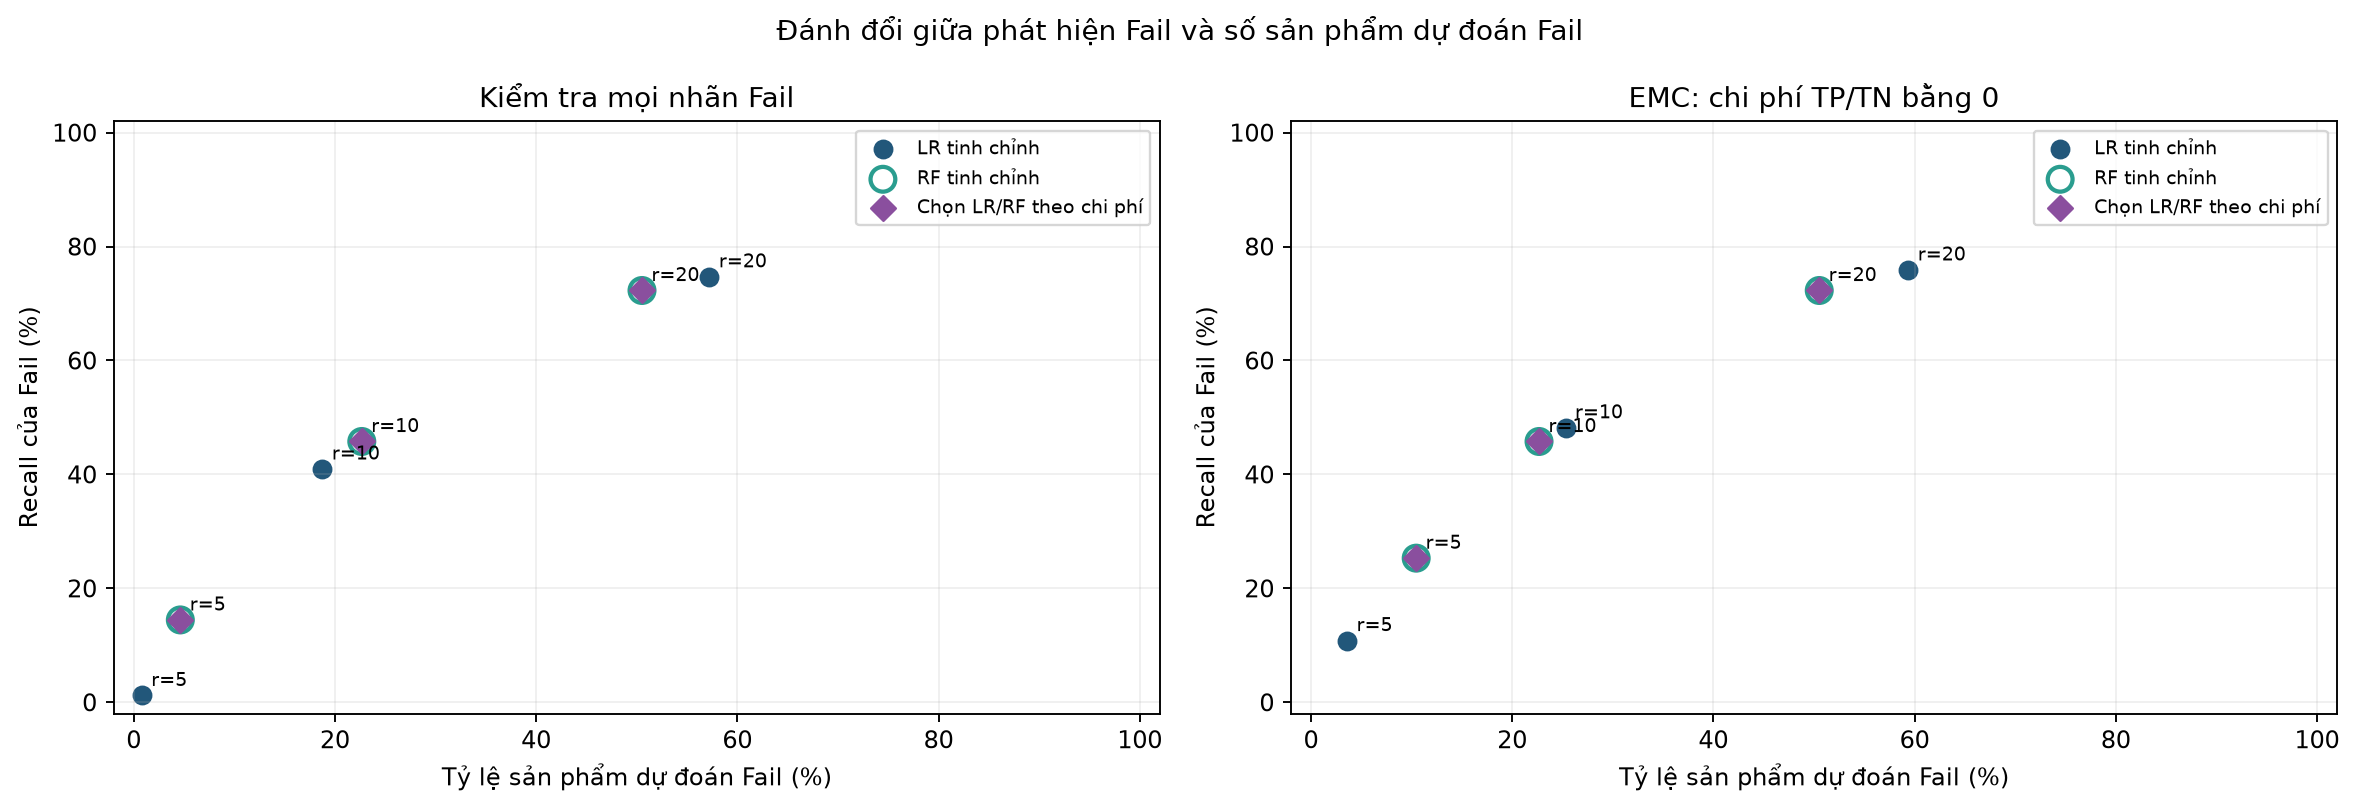 Đánh đổi giữa phát hiện Fail và số sản phẩm dự đoán Fail
Kiểm tra mọi nhãn Fail
LR tinh chỉnh
RF tinh chỉnh
Chọn LR/RF theo chi phí
100
80
60
40
20
0
Recall của Fail (%)
r=20
r=20
r=10
r=10
r=5
r=5
0 20 40 60 80 100
Tỷ lệ sản phẩm dự đoán Fail (%)
EMC: chi phí TP/TN bằng 0
LR tinh chỉnh
RF tinh chỉnh
Chọn LR/RF theo chi phí
100
80
60
40
20
0
Recall của Fail (%)
r=20
r=20
r=10
r=10
r=5
r=5
0 20 40 60 80 100
Tỷ lệ sản phẩm dự đoán Fail (%)